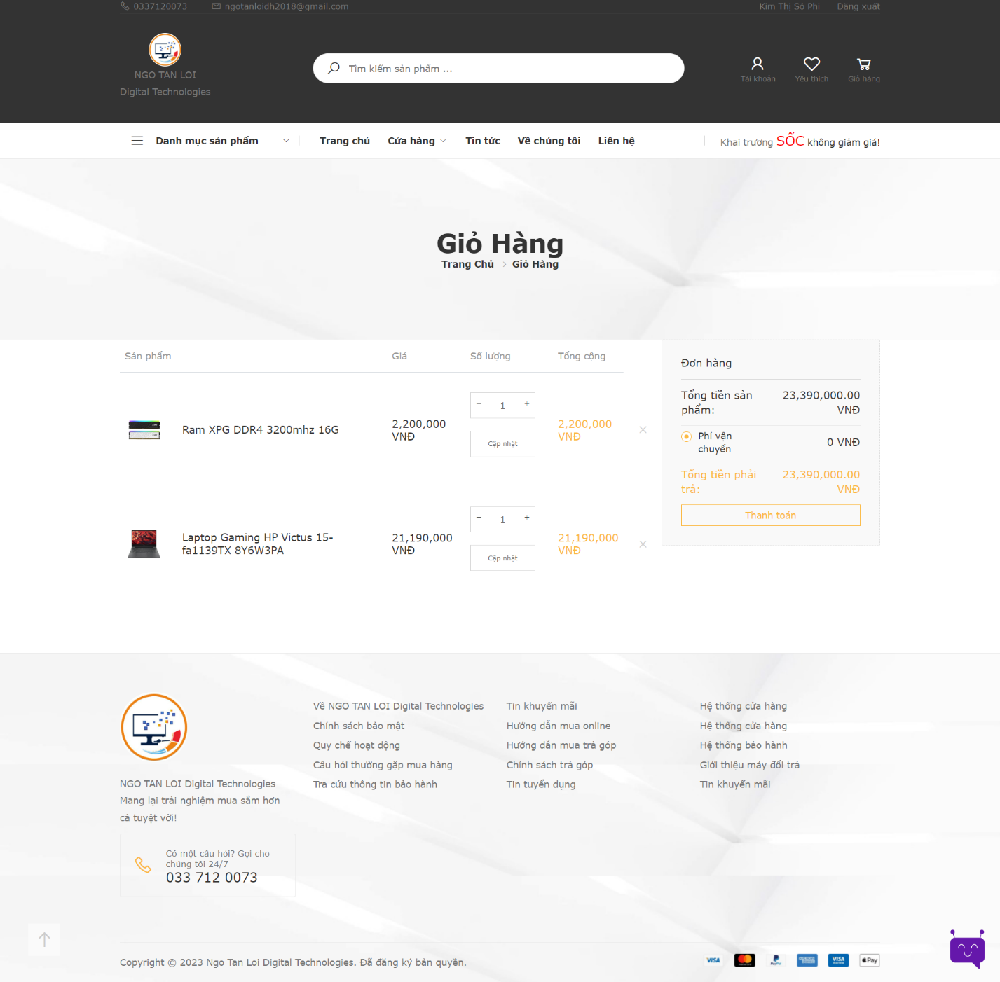 0337120073
ngotanloidh2018@gmail.com
Kim Thị Sô Phi
Đăng xuất
NGO TAN LOI
Digital Technologies
Tìm kiếm sản phẩm ...
Tài khoản
Yêu thích
Giỏ hàng
Danh mục sản phẩm
Trang chủ
Cửa hàng
Tin tức
Về chúng tôi
Liên hệ
Khai trương SỐC không giảm giá!
Giỏ Hàng
Trang Chủ
Giỏ Hàng
Sản phẩm
Giá
Số lượng
Tổng cộng
Ram XPG DDR4 3200mhz 16G
2,200,000
VNĐ
− 1 +
Cập nhật
2,200,000
VNĐ
Laptop Gaming HP Victus 15-
fa1139TX 8Y6W3PA
21,190,000
VNĐ
− 1 +
Cập nhật
21,190,000
VNĐ
Đơn hàng
Tổng tiền sản
phẩm:
23,390,000.00
VNĐ
Phí vận
chuyển
0 VNĐ
Tổng tiền phải
trả:
23,390,000.00
VNĐ
Thanh toán
NGO TAN LOI Digital Technologies
Mang lại trải nghiệm mua sắm hơn
cả tuyệt vời!
Có một câu hỏi? Gọi cho
chúng tôi 24/7
033 712 0073
Về NGO TAN LOI Digital Technologies
Chính sách bảo mật
Quy chế hoạt động
Câu hỏi thường gặp mua hàng
Tra cứu thông tin bảo hành
Tin khuyến mãi
Hướng dẫn mua online
Hướng dẫn mua trả góp
Chính sách trả góp
Tin tuyển dụng
Hệ thống cửa hàng
Hệ thống cửa hàng
Hệ thống bảo hành
Giới thiệu máy đổi trả
Tin khuyến mãi
Copyright © 2023 Ngo Tan Loi Digital Technologies. Đã đăng ký bản quyền.
VISA
PayPal
VISA
Pay